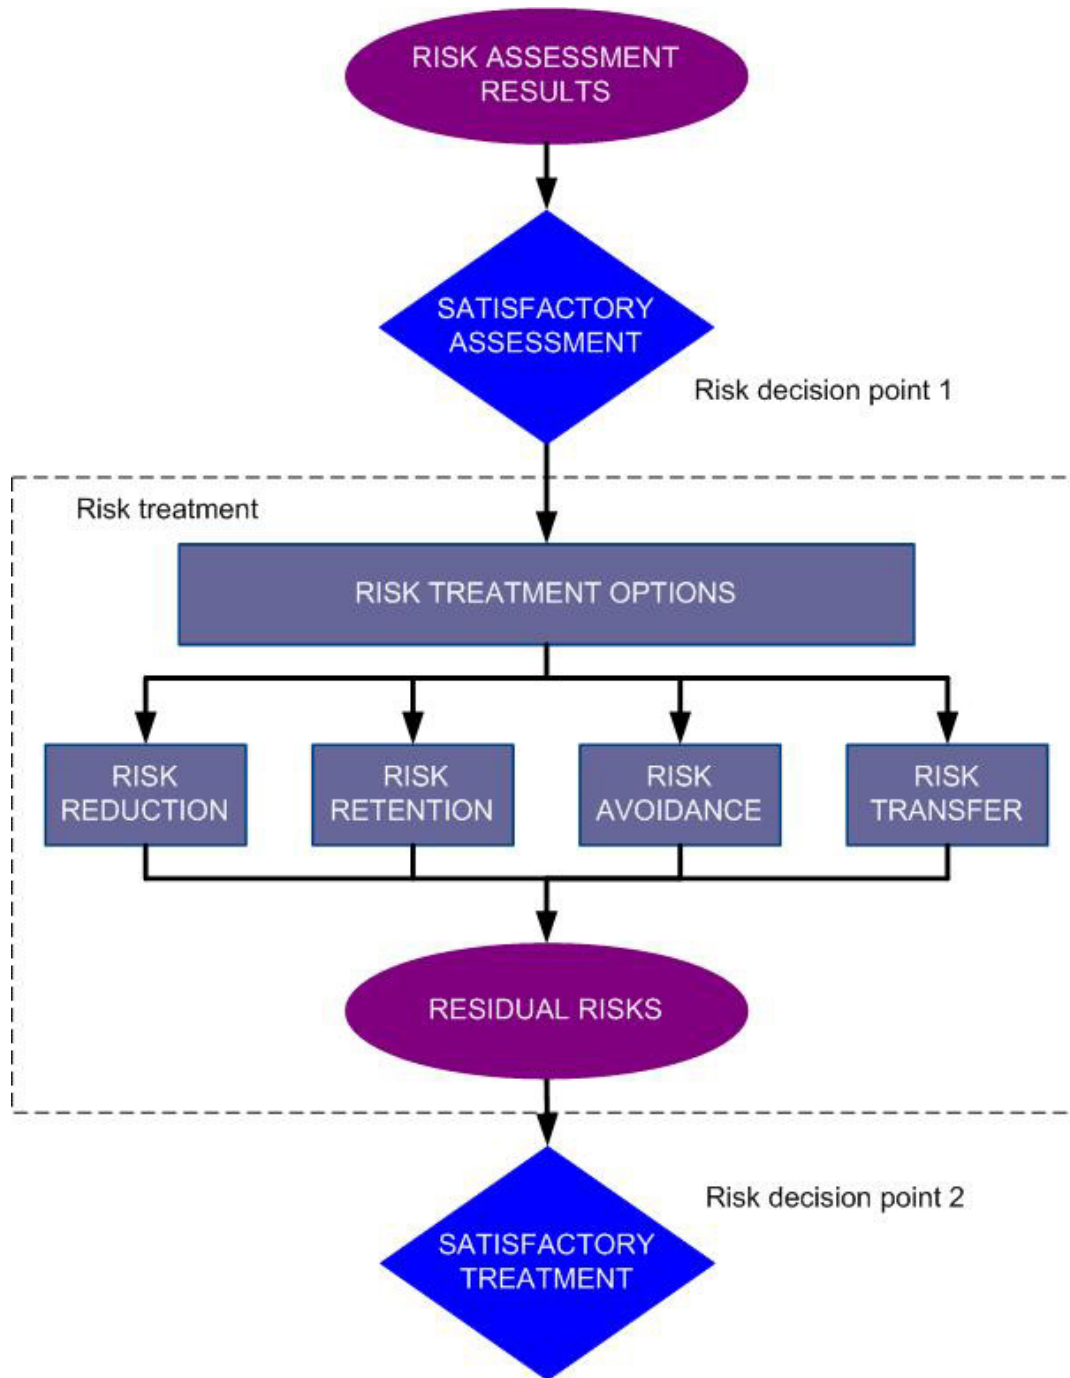 RISK ASSESSMENT
RESULTS
SATISFACTORY
ASSESSMENT
Risk decision point 1
Risk treatment
RISK TREATMENT OPTIONS
RISK
REDUCTION
RISK
RETENTION
RISK
AVOIDANCE
RISK
TRANSFER
RESIDUAL RISKS
Risk decision point 2
SATISFACTORY
TREATMENT